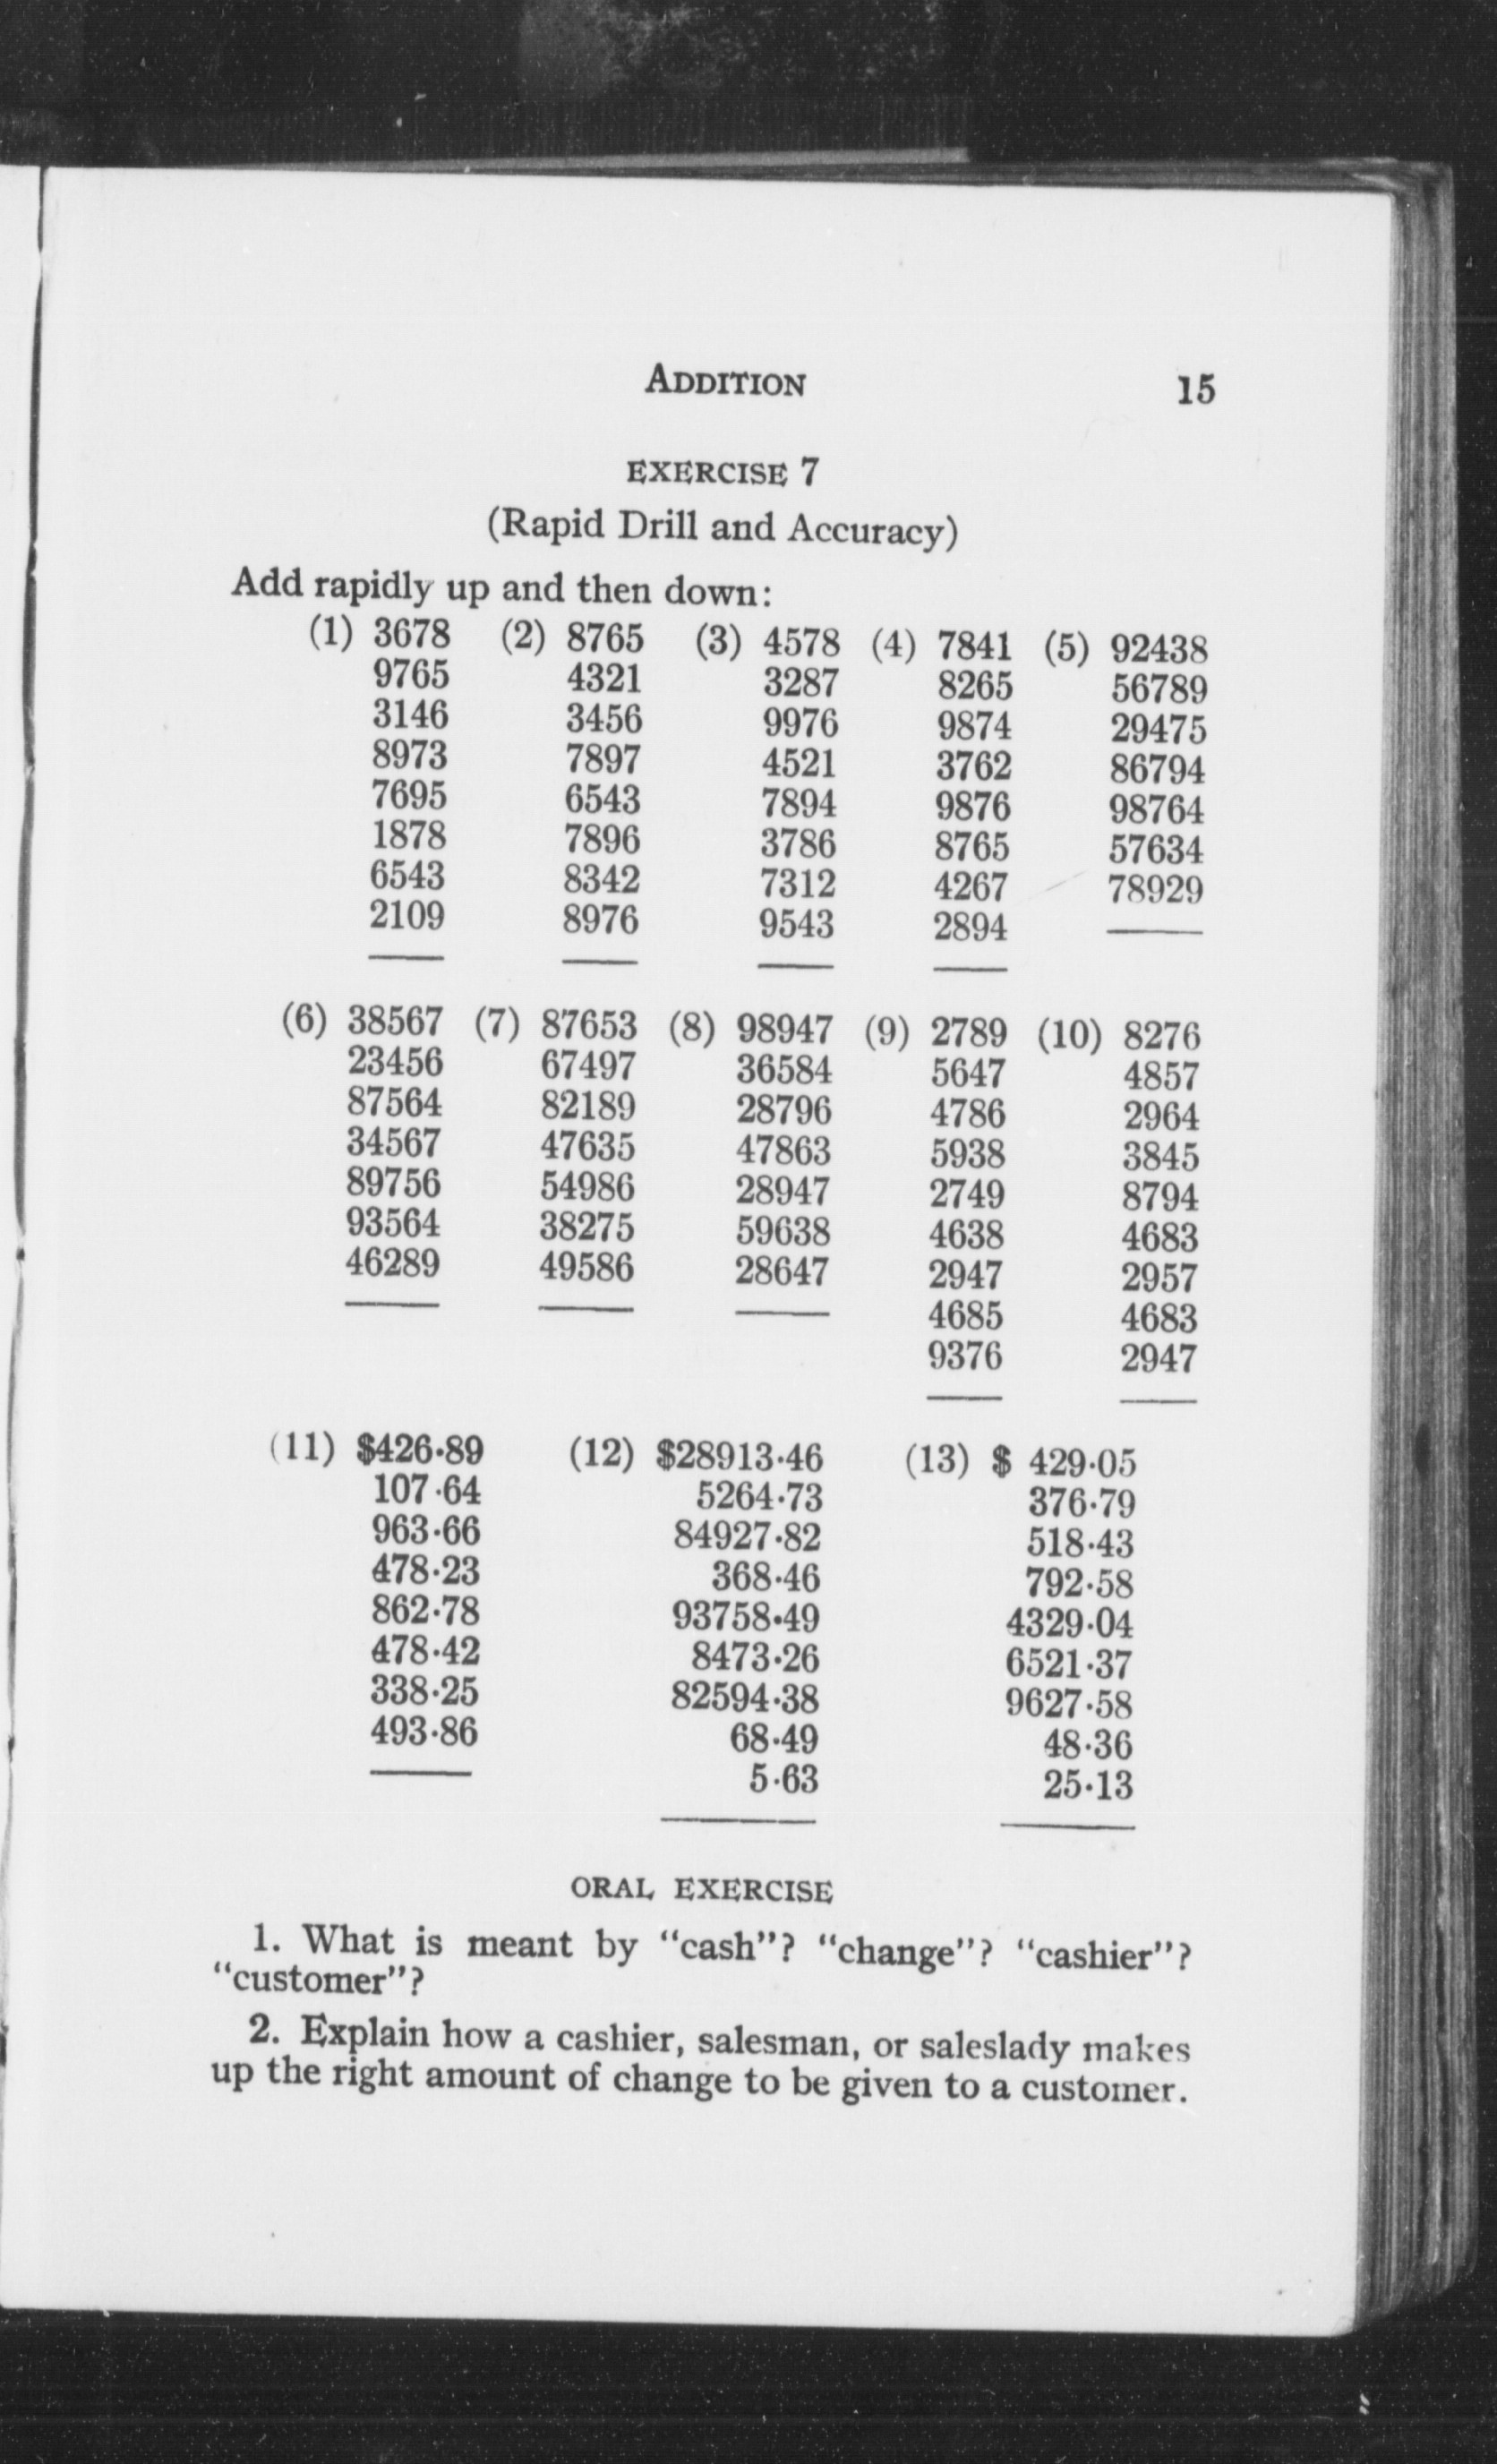 ADDITION 15
EXERCISE 7
(Rapid Drill and Accuracy)
Add rapidly up and then down:
(1) 3678 (2) 8765 (3) 4578 (4) 7841 (5) 92438
9765 4321 3287 8265 56789
3146 3456 9976 9874 29475
8973 7897 4521 3762 86794
7695 6543 7894 9876 98764
1878 7896 3786 8765 57634
6543 8342 7312 4267 78929
2109 8976 9543 2894
(6) 38567 (7) 87653 (8) 98947 (9) 2789 (10) 8276
23456 67497 36584 5647 4857
87564 82189 28796 4786 2964
34567 47635 47863 5938 3845
89756 54986 28947 2749 8794
93564 38275 59638 4638 4683
46289 49586 28647 2947 2957
4685 4683
9376 2947
(11) $426·89 (12) $28913·46 (13) $ 429·05
107·64 5264·73 376·79
963·66 84927·82 518·43
478·23 368·46 792·58
862·78 93758·49 4329·04
478·42 8473·26 6521·37
338·25 82594·38 9627·58
493·86 68·49 48·36
5·63 25·13
ORAL EXERCISE
1. What is meant by "cash"? "change"? "cashier"?
"customer"?
2. Explain how a cashier, salesman, or saleslady makes
up the right amount of change to be given to a customer.